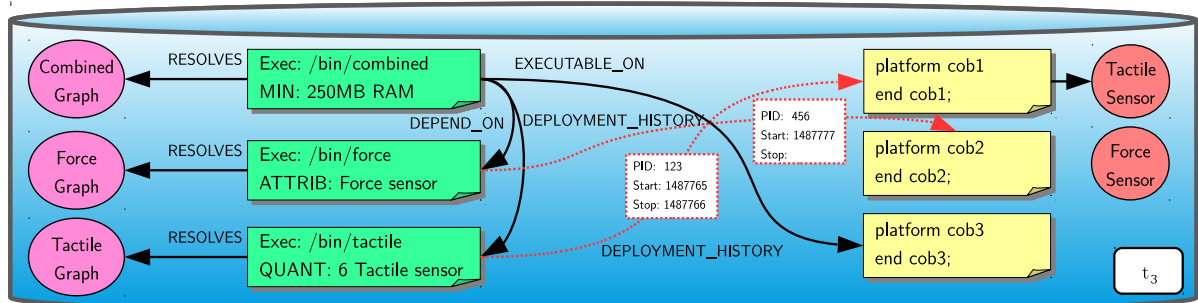 Combined
Graph
RESOLVES
Exec: /bin/combined
MIN: 250MB RAM
EXECUTABLE_ON
platform cob1
end cob1;
Tactile
Sensor
DEPEND_ON
DEPLOYMENT_HISTORY
PID: 456
Start: 1487777
Stop:
Force
Graph
RESOLVES
Exec: /bin/force
ATTRIB: Force sensor
PID: 123
Start: 1487765
Stop: 1487766
platform cob2
end cob2;
Force
Sensor
Tactile
Graph
RESOLVES
Exec: /bin/tactile
QUANT: 6 Tactile sensor
DEPLOYMENT_HISTORY
platform cob3
end cob3;
t3